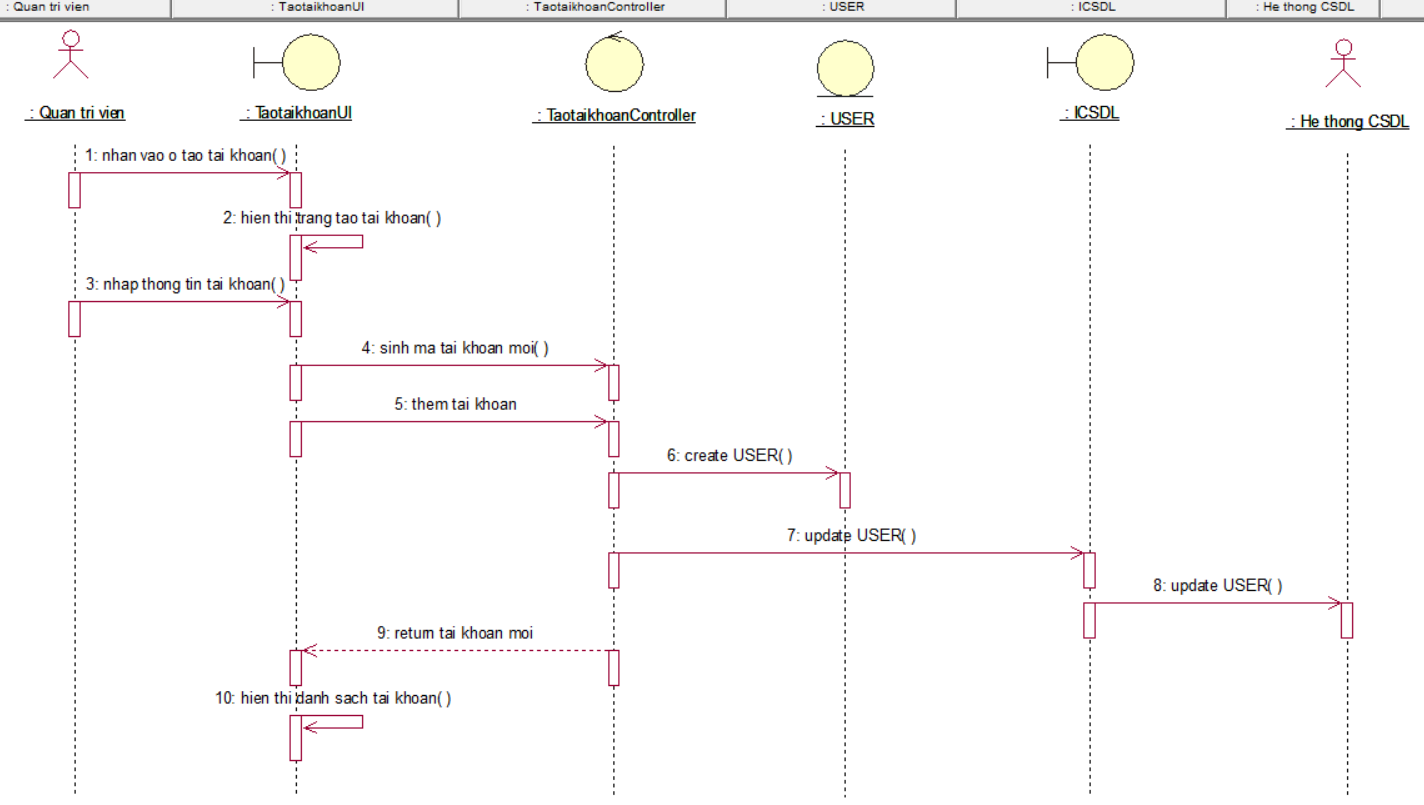 : Quan tri vien
: TaotaikhoanUI
: TaotaikhoanController
: USER
: ICSDL
: He thong CSDL
: Quan tri vien
: TaotaikhoanUI
: TaotaikhoanController
: USER
: ICSDL
: He thong CSDL
1: nhan vao o tao tai khoan( )
2: hien thi trang tao tai khoan( )
3: nhap thong tin tai khoan( )
4: sinh ma tai khoan moi( )
5: them tai khoan
6: create USER( )
7: update USER( )
8: update USER( )
9: return tai khoan moi
10: hien thi danh sach tai khoan( )